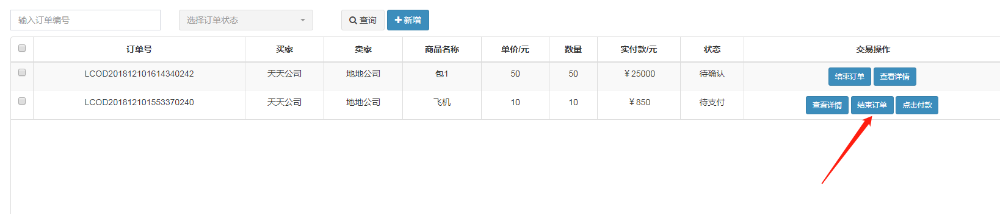 输入订单编号 选择订单状态 查询 新增
订单号 买家 卖家 商品名称 单价/元 数量 实付款/元 状态 交易操作
LCOD201812101614340242 天天公司 地地公司 包1 50 50 ¥25000 待确认 结束订单 查看详情
LCOD201812101553370240 天天公司 地地公司 飞机 10 10 ¥850 待支付 查看详情 结束订单 点击付款